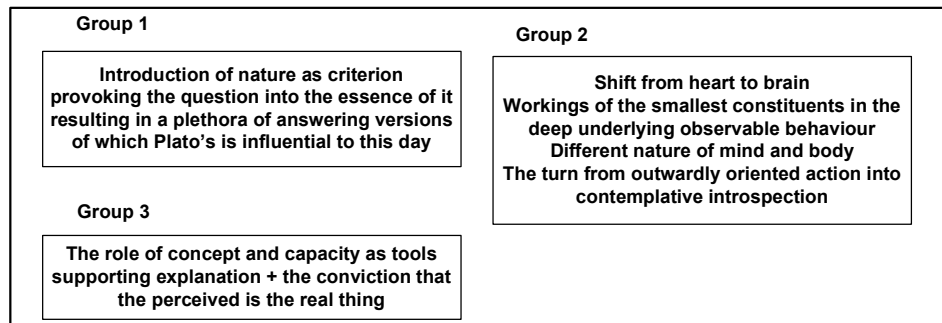 Group 1
Introduction of nature as criterion
provoking the question into the essence of it
resulting in a plethora of answering versions
of which Plato's is influential to this day
Group 2
Shift from heart to brain
Workings of the smallest constituents in the
deep underlying observable behaviour
Different nature of mind and body
The turn from outwardly oriented action into
contemplative introspection
Group 3
The role of concept and capacity as tools
supporting explanation + the conviction that
the perceived is the real thing